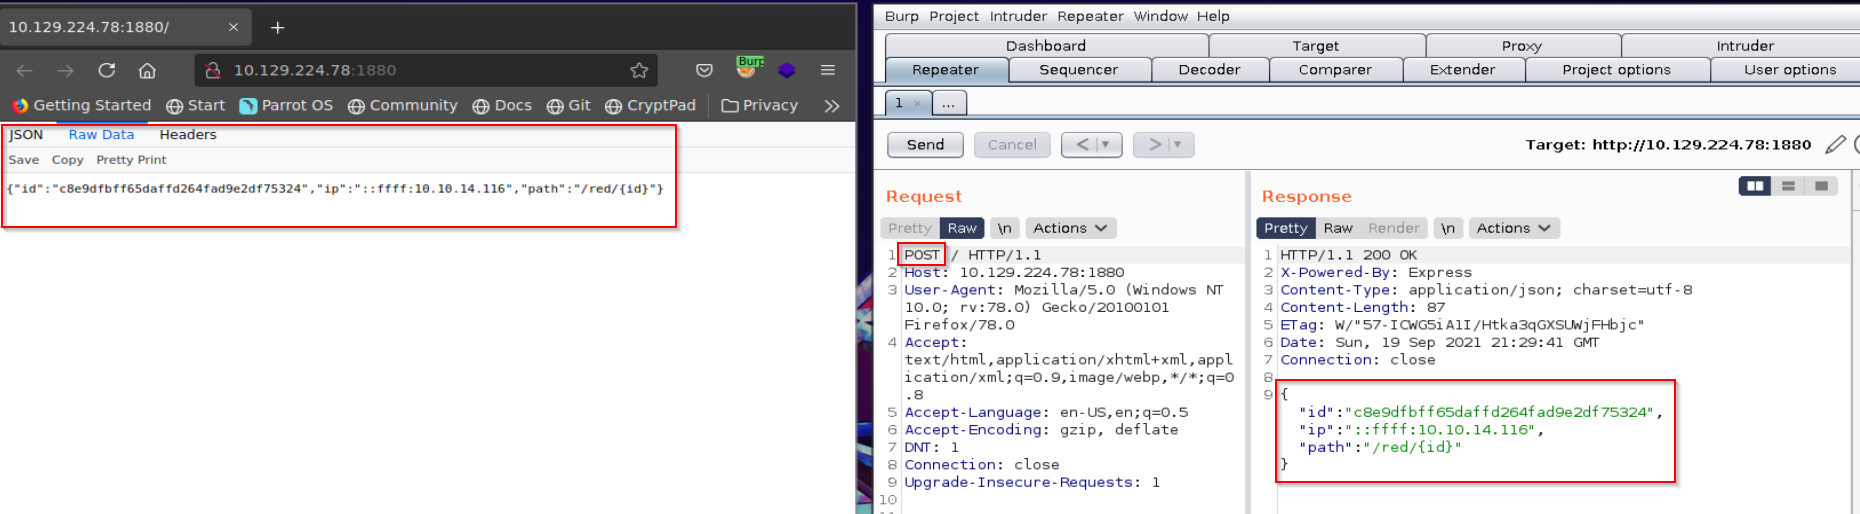 10.129.224.78:1880/
10.129.224.78:1880
Burp
Getting Started Start Parrot OS Community Docs Git CryptPad Privacy
JSON Raw Data Headers
Save Copy Pretty Print
{"id":"c8e9dfbff65daffd264fad9e2df75324","ip":"::ffff:10.10.14.116","path":"/red/{id}"}
Burp Project Intruder Repeater Window Help
Dashboard Target Proxy Intruder
Repeater Sequencer Decoder Comparer Extender Project options User options
1 × ...
Send Cancel < > Target: http://10.129.224.78:1880
Request
Pretty Raw \n Actions
1 POST / HTTP/1.1
2 Host: 10.129.224.78:1880
3 User-Agent: Mozilla/5.0 (Windows NT
10.0; rv:78.0) Gecko/20100101
Firefox/78.0
4 Accept:
text/html,application/xhtml+xml,appl
ication/xml;q=0.9,image/webp,*/*;q=0
.8
5 Accept-Language: en-US,en;q=0.5
6 Accept-Encoding: gzip, deflate
7 DNT: 1
8 Connection: close
9 Upgrade-Insecure-Requests: 1
10
Response
Pretty Raw Render \n Actions
1 HTTP/1.1 200 OK
2 X-Powered-By: Express
3 Content-Type: application/json; charset=utf-8
4 Content-Length: 87
5 ETag: W/"57-ICWG5iA1I/Htka3qGXSUWjFHbjc"
6 Date: Sun, 19 Sep 2021 21:29:41 GMT
7 Connection: close
8
9 {
"id":"c8e9dfbff65daffd264fad9e2df75324",
"ip":"::ffff:10.10.14.116",
"path":"/red/{id}"
}